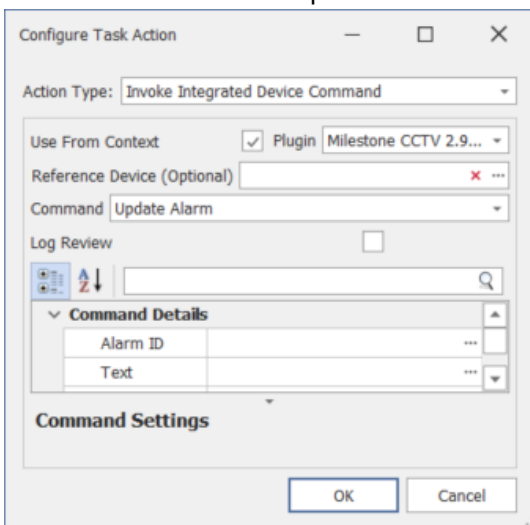 Configure Task Action
Action Type: Invoke Integrated Device Command
Use From Context Plugin Milestone CCTV 2.9...
Reference Device (Optional)
Command Update Alarm
Log Review
Command Details
Alarm ID
Text
Command Settings
OK Cancel